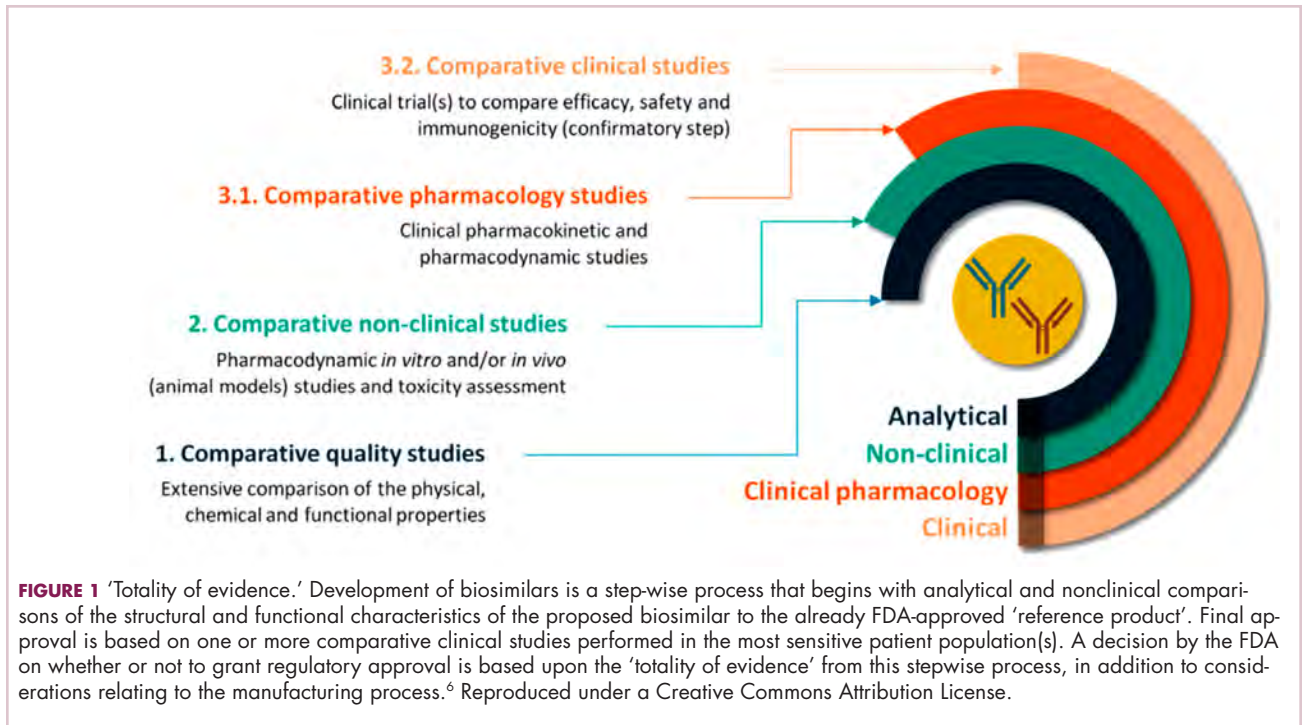 3.2. Comparative clinical studies
Clinical trial(s) to compare efficacy, safety and
immunogenicity (confirmatory step)
3.1. Comparative pharmacology studies
Clinical pharmacokinetic and
pharmacodynamic studies
2. Comparative non-clinical studies
Pharmacodynamic in vitro and/or in vivo
(animal models) studies and toxicity assessment
1. Comparative quality studies
Extensive comparison of the physical,
chemical and functional properties
Analytical
Non-clinical
Clinical pharmacology
Clinical
FIGURE 1 ‘Totality of evidence.’ Development of biosimilars is a step-wise process that begins with analytical and nonclinical compari-
sons of the structural and functional characteristics of the proposed biosimilar to the already FDA-approved ‘reference product’. Final ap-
proval is based on one or more comparative clinical studies performed in the most sensitive patient population(s). A decision by the FDA
on whether or not to grant regulatory approval is based upon the ‘totality of evidence’ from this stepwise process, in addition to consid-
erations relating to the manufacturing process.⁶ Reproduced under a Creative Commons Attribution License.